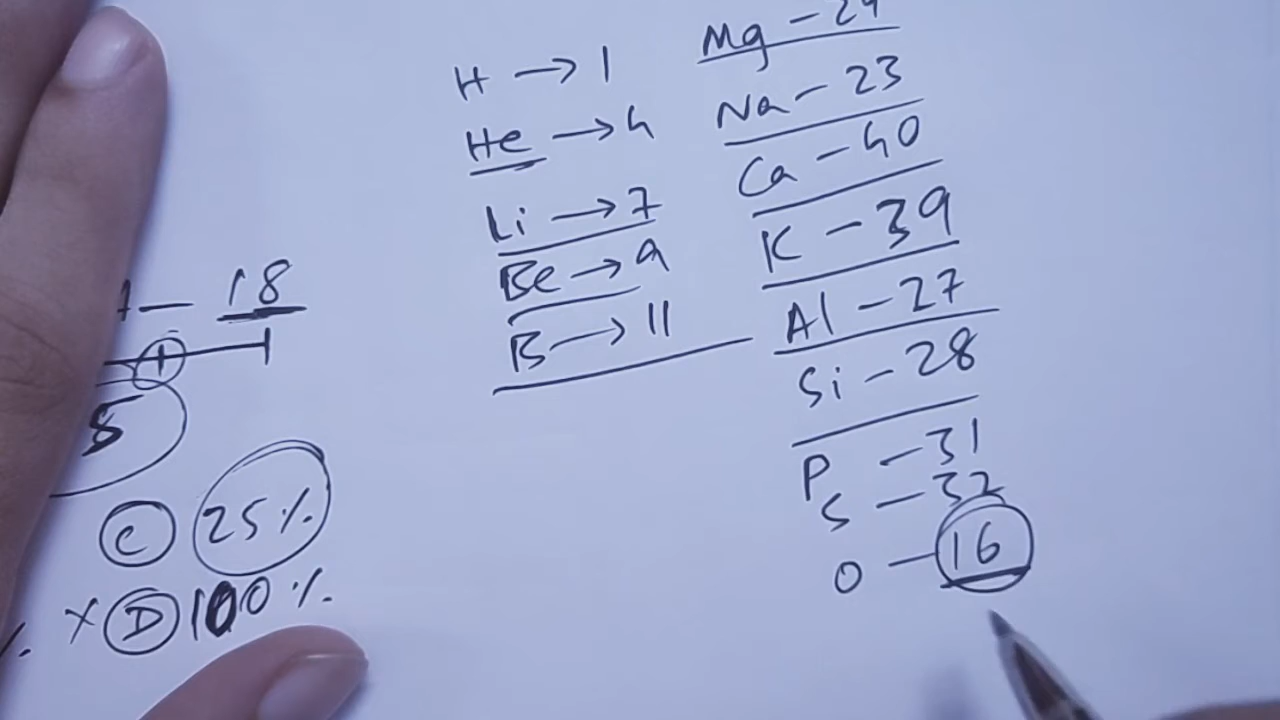 H → 1
He → 4
Li → 7
Be → 9
B → 11
Mg - 24
Na - 23
Ca - 40
K - 39
Al - 27
Si - 28
P - 31
S - 32
O - 16
- 18
+
5
C 25%
X D 100%